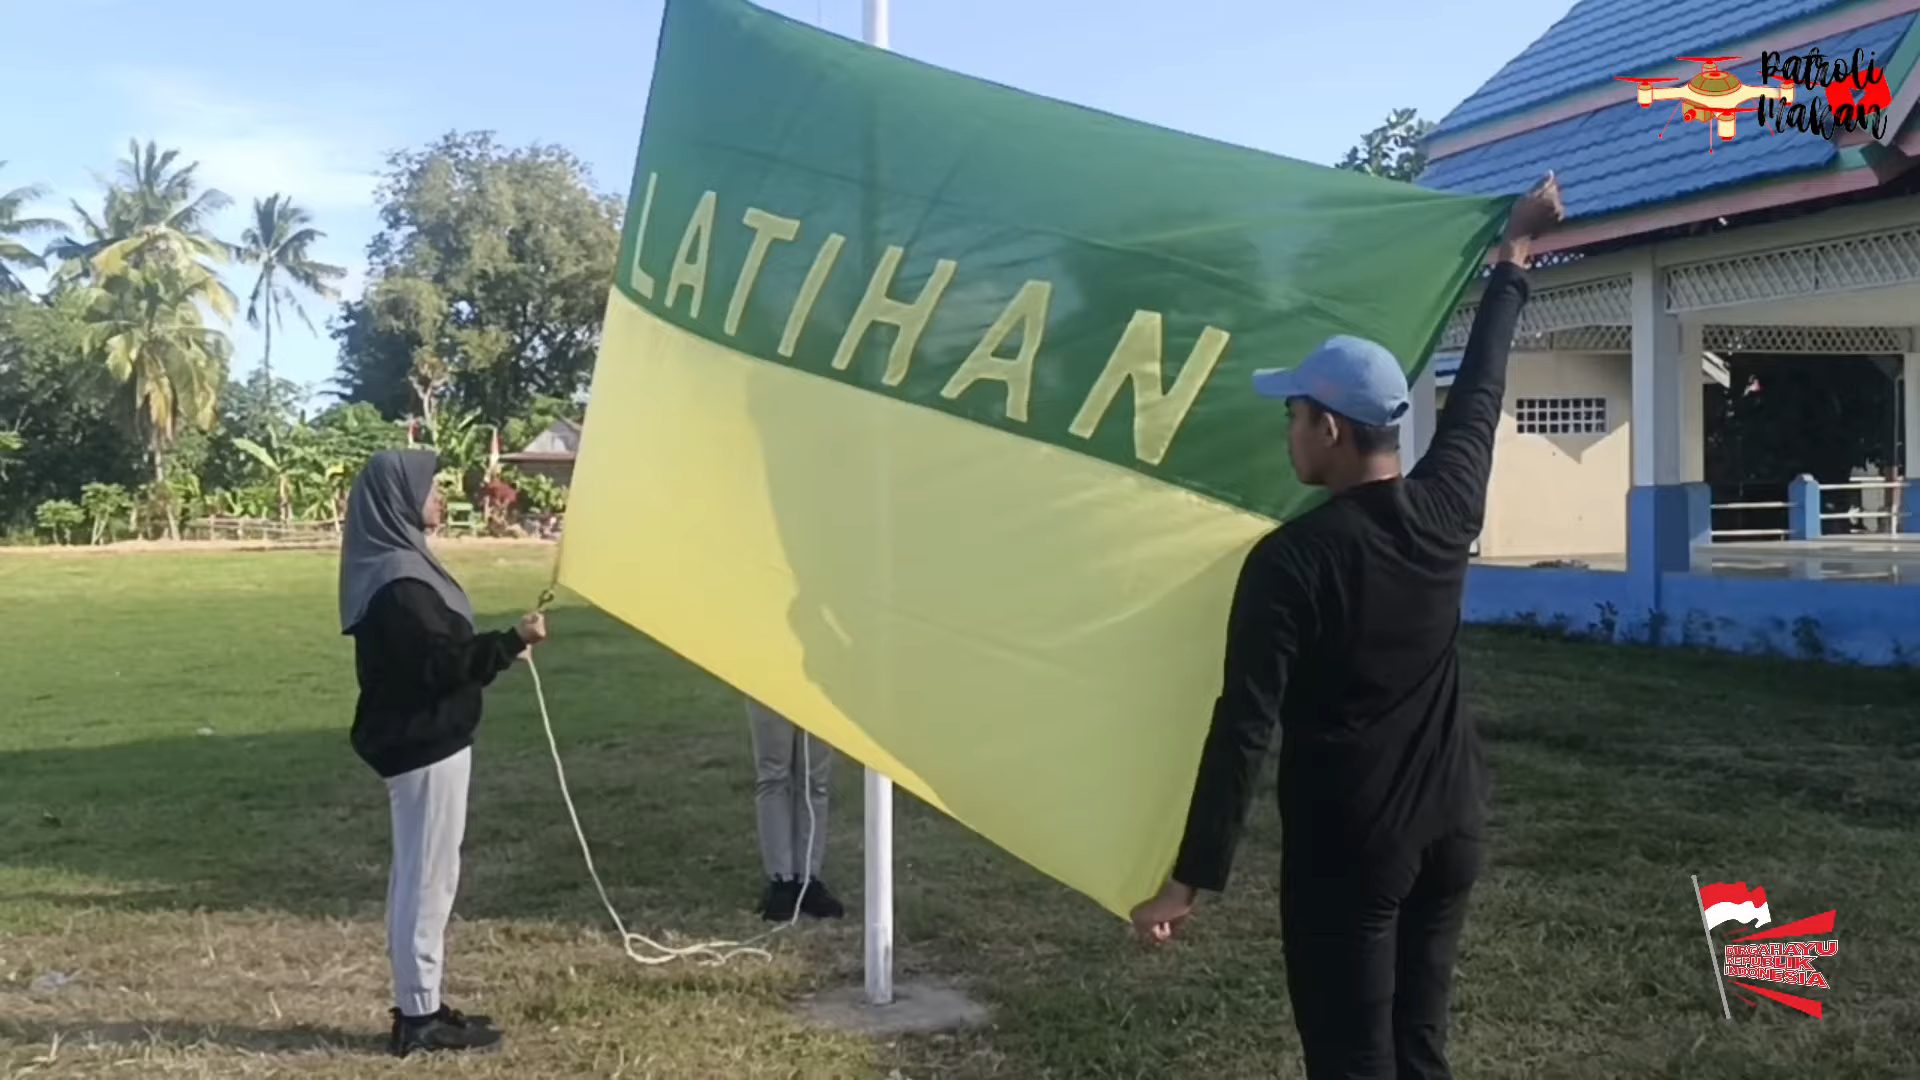 Patroli
Makan
LATIHAN
DIRGAHAYU
REPUBLIK
INDONESIA